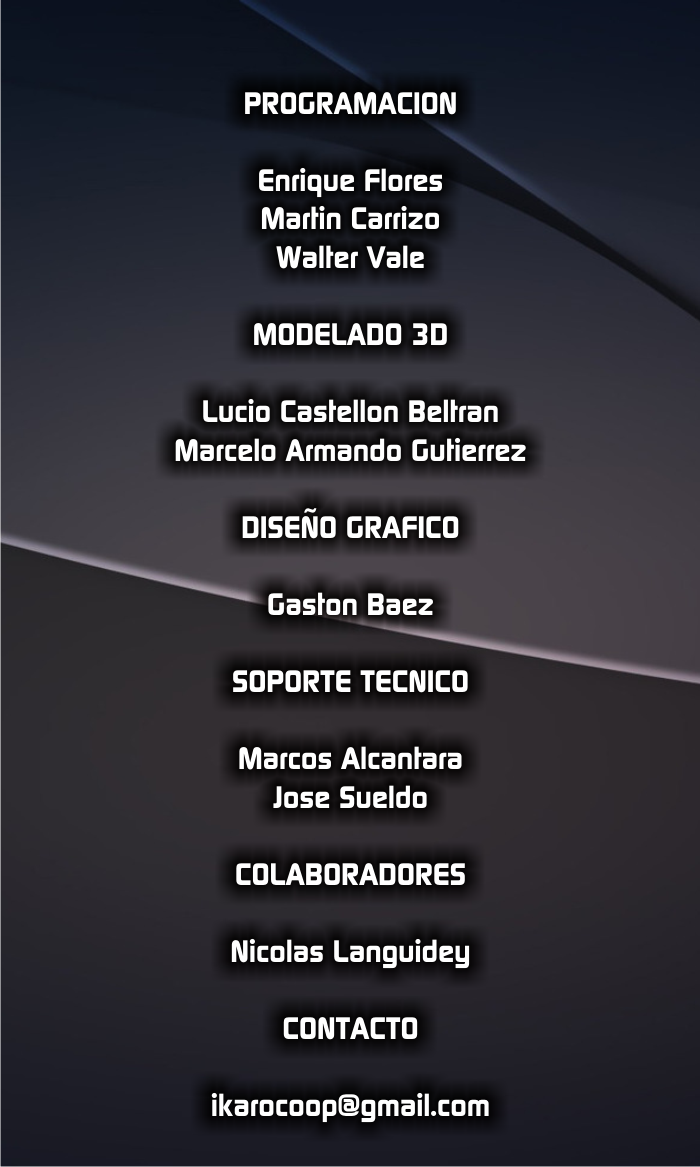 PROGRAMACION
Enrique Flores
Martin Carrizo
Walter Vale
MODELADO 3D
Lucio Castellon Beltran
Marcelo Armando Gutierrez
DISEÑO GRAFICO
Gaston Baez
SOPORTE TECNICO
Marcos Alcantara
Jose Sueldo
COLABORADORES
Nicolas Languidey
CONTACTO
ikarocoop@gmail.com